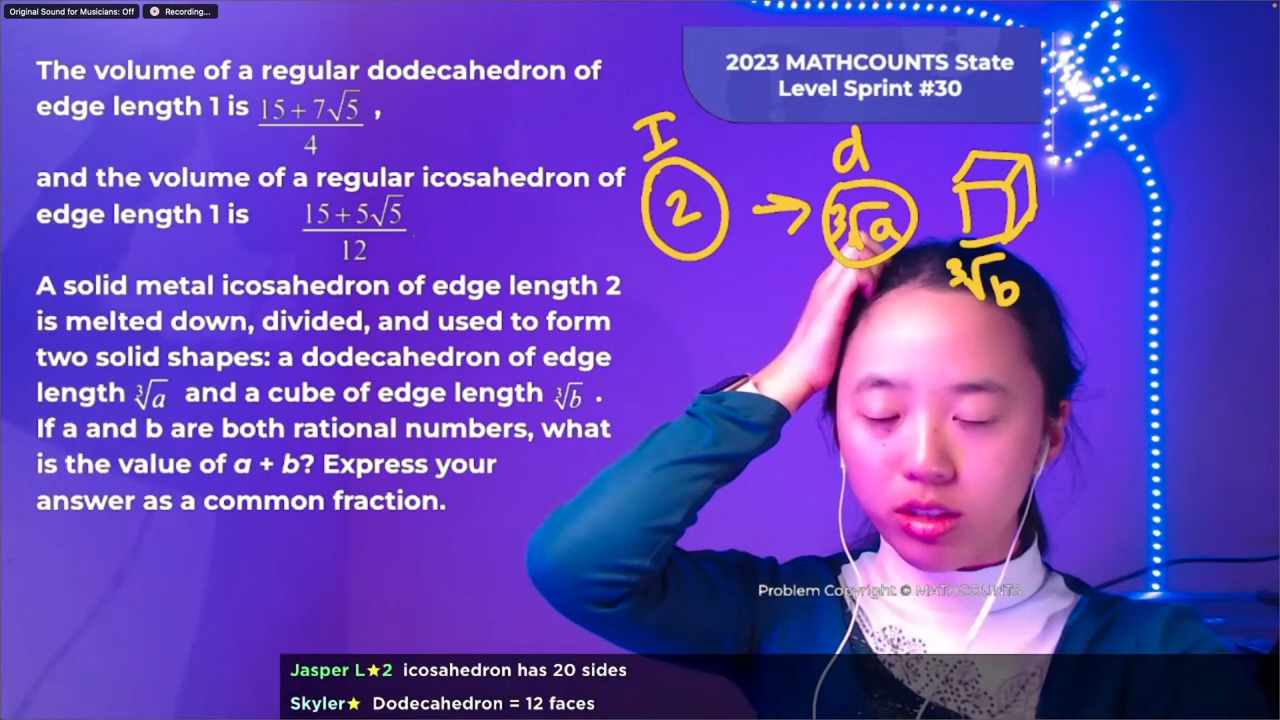 Original Sound for Musicians: Off
Recording...
The volume of a regular dodecahedron of
edge length 1 is (15 + 7√5)/4 ,
and the volume of a regular icosahedron of
edge length 1 is (15 + 5√5)/12
A solid metal icosahedron of edge length 2
is melted down, divided, and used to form
two solid shapes: a dodecahedron of edge
length ∛a and a cube of edge length ∛b .
If a and b are both rational numbers, what
is the value of a + b? Express your
answer as a common fraction.
2023 MATHCOUNTS State
Level Sprint #30
I
d
2 → ∛a
∛b
Problem Copyright © MATHCOUNTS
Jasper L★2 icosahedron has 20 sides
Skyler★ Dodecahedron = 12 faces